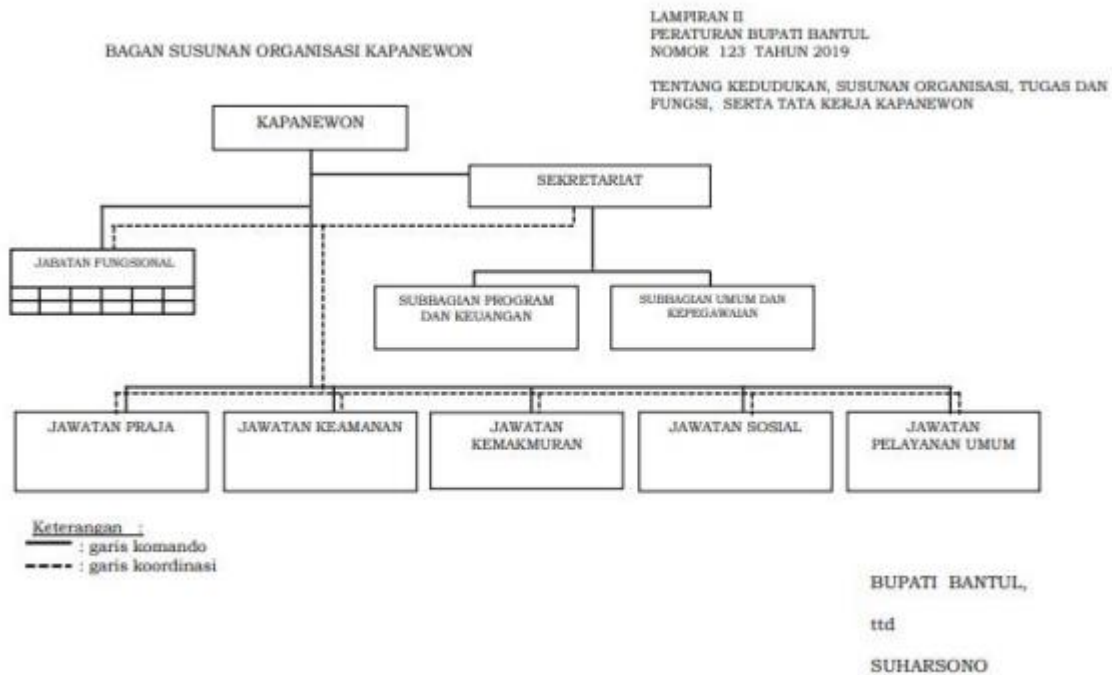 LAMPIRAN II
PERATURAN BUPATI BANTUL
NOMOR 123 TAHUN 2019
BAGAN SUSUNAN ORGANISASI KAPANEWON
TENTANG KEDUDUKAN, SUSUNAN ORGANISASI, TUGAS DAN
FUNGSI, SERTA TATA KERJA KAPANEWON
KAPANEWON
SEKRETARIAT
JABATAN FUNGSIONAL
SUBBAGIAN PROGRAM
DAN KEUANGAN
SUBBAGIAN UMUM DAN
KEPEGAWAIAN
JAWATAN PRAJA
JAWATAN KEAMANAN
JAWATAN
KEMAKMURAN
JAWATAN SOSIAL
JAWATAN
PELAYANAN UMUM
Keterangan :
: garis komando
: garis koordinasi
BUPATI BANTUL,
ttd
SUHARSONO